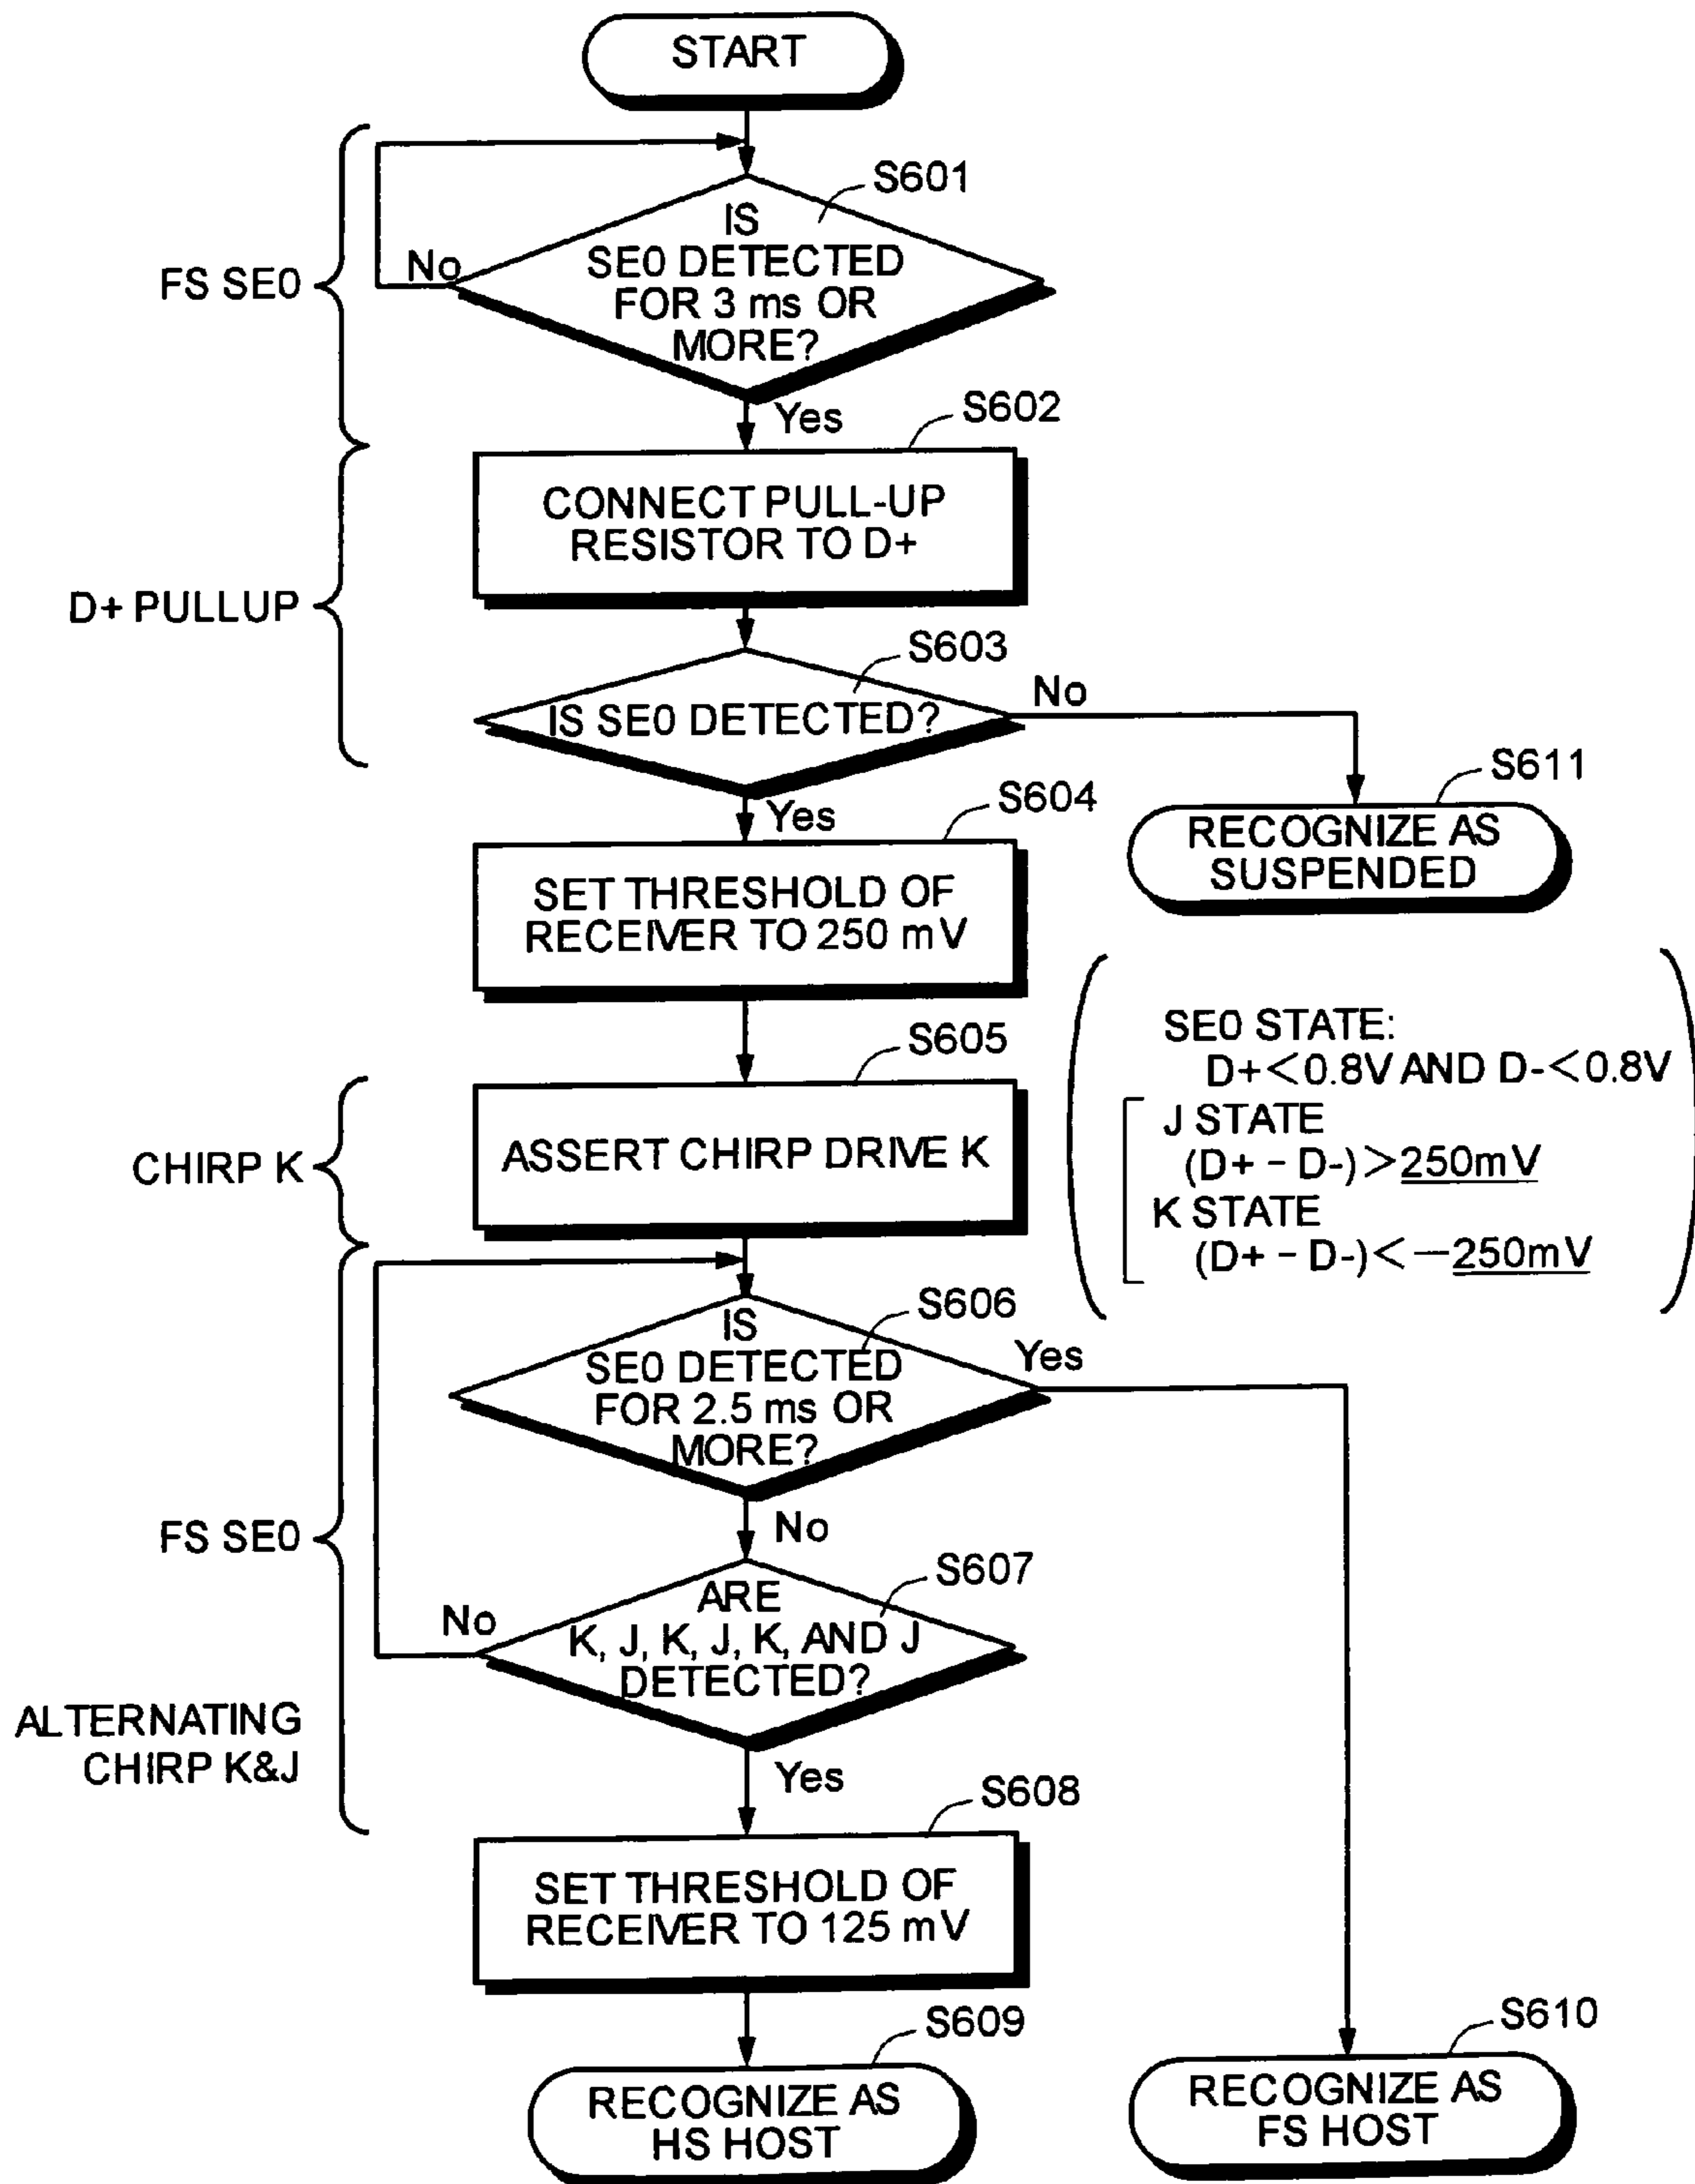 START
S601
IS
SE0 DETECTED
FOR 3 ms OR
MORE?
No
FS SE0
Yes
S602
CONNECT PULL-UP
RESISTOR TO D+
D+ PULLUP
S603
IS SE0 DETECTED?
No
S611
RECOGNIZE AS
SUSPENDED
Yes
S604
SET THRESHOLD OF
RECEIVER TO 250 mV
SE0 STATE:
D+<0.8V AND D-<0.8V
J STATE
(D+ - D-)>250mV
K STATE
(D+ - D-)<-250mV
S605
ASSERT CHIRP DRIVE K
CHIRP K
S606
IS
SE0 DETECTED
FOR 2.5 ms OR
MORE?
Yes
No
FS SE0
S607
ARE
K, J, K, J, K, AND J
DETECTED?
No
ALTERNATING
CHIRP K&J
Yes
S608
SET THRESHOLD OF
RECEIVER TO 125 mV
S609
RECOGNIZE AS
HS HOST
S610
RECOGNIZE AS
FS HOST